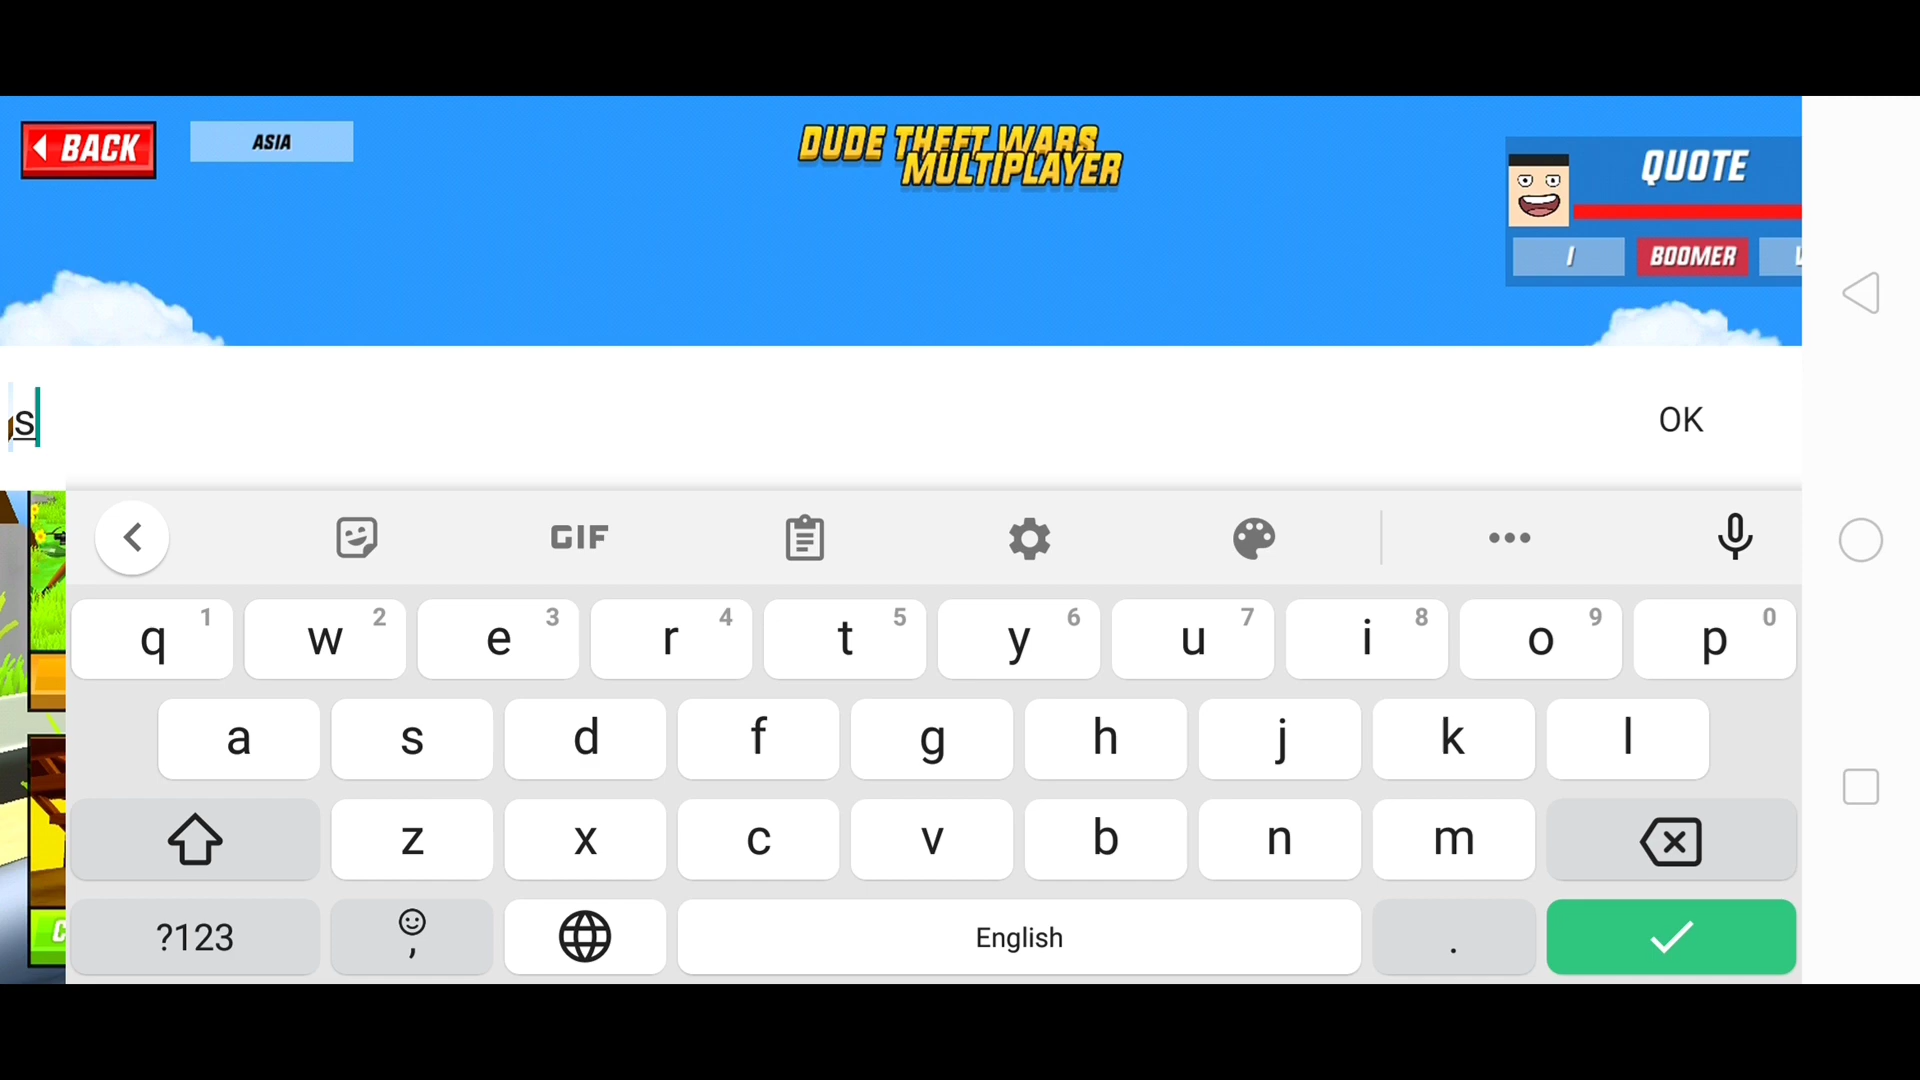 BACK
ASIA
DUDE THEFT WARS
MULTIPLAYER
QUOTE
I
BOOMER
s
OK
GIF
q 1 w 2 e 3 r 4 t 5 y 6 u 7 i 8 o 9 p 0
a s d f g h j k l
z x c v b n m
?123 , English .